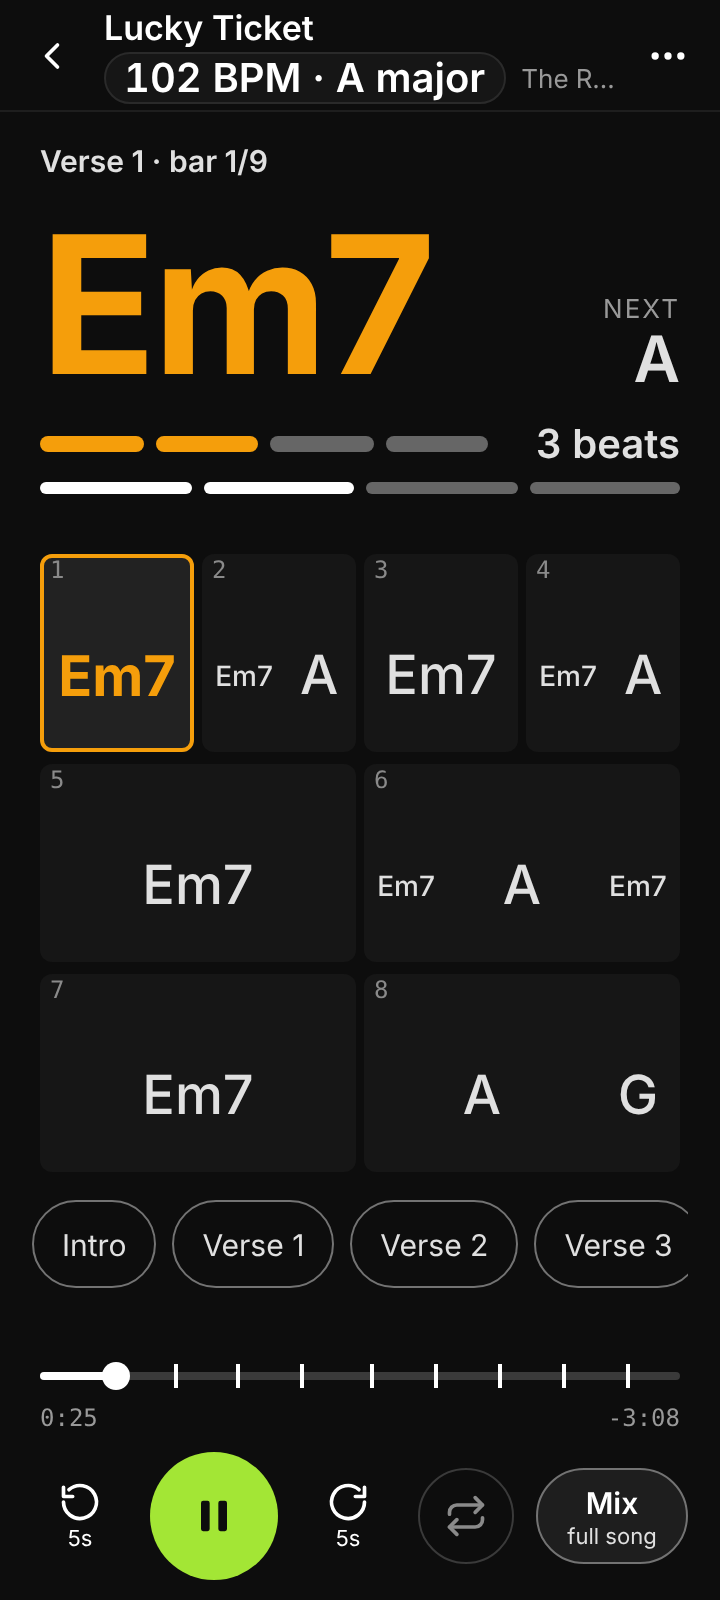 Lucky Ticket
102 BPM · A major The R...
Verse 1 · bar 1/9
Em7
NEXT
A
3 beats
1 2 3 4
Em7 Em7 A Em7 Em7 A
5 6
Em7 Em7 A Em7
7 8
Em7 A G
Intro Verse 1 Verse 2 Verse 3
0:25 -3:08
5s 5s Mix
full song